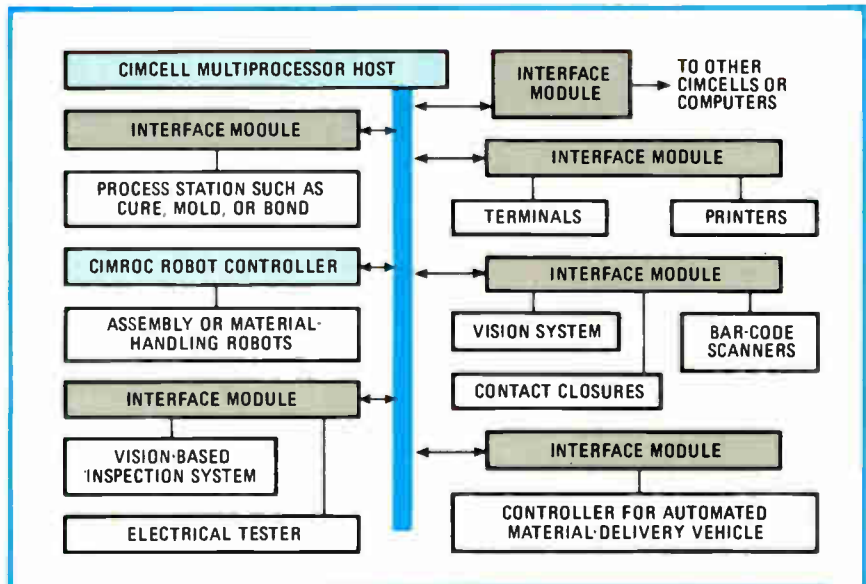 CIMCELL MULTIPROCESSOR HOST
INTERFACE MODULE
PROCESS STATION SUCH AS
CURE, MOLD, OR BOND
CIMROC ROBOT CONTROLLER
ASSEMBLY OR MATERIAL-
HANDLING ROBOTS
INTERFACE MODULE
VISION-BASED
INSPECTION SYSTEM
ELECTRICAL TESTER
INTERFACE
MODULE
TO OTHER
CIMCELLS OR
COMPUTERS
INTERFACE MODULE
TERMINALS
PRINTERS
INTERFACE MODULE
VISION SYSTEM
BAR-CODE
SCANNERS
CONTACT CLOSURES
INTERFACE MODULE
CONTROLLER FOR AUTOMATED
MATERIAL-DELIVERY VEHICLE